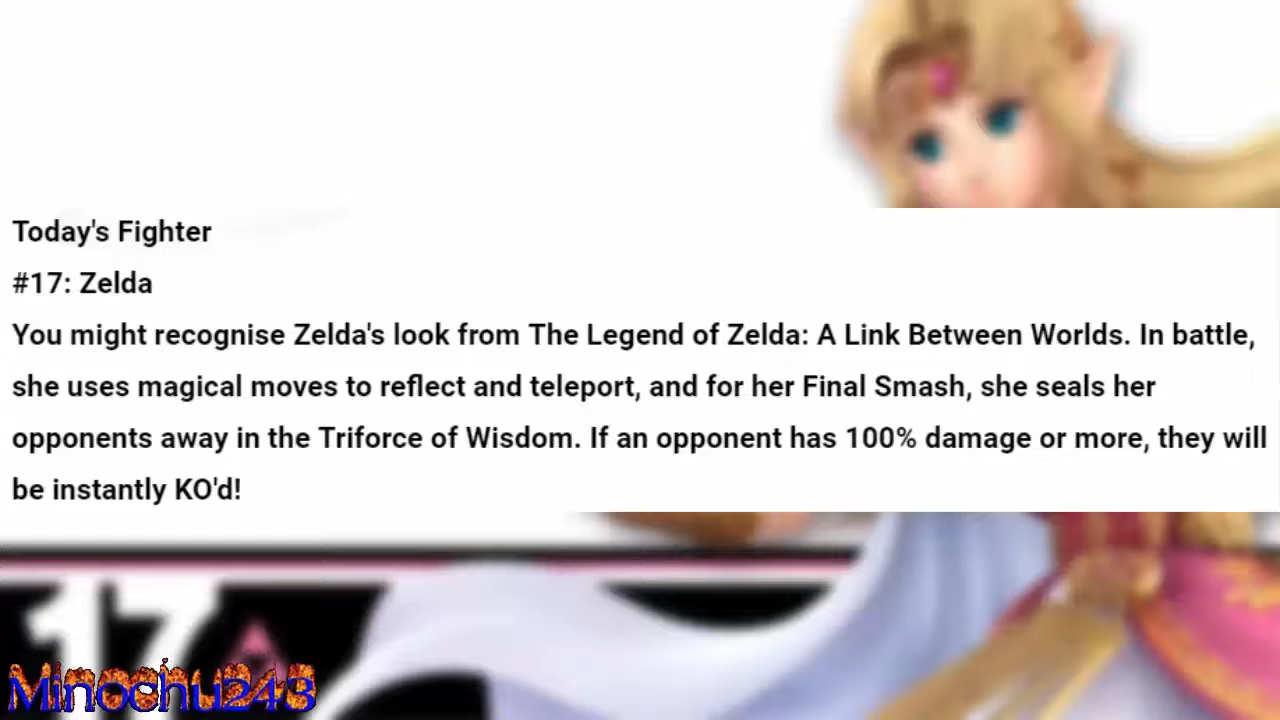 Today's Fighter
#17: Zelda
You might recognise Zelda's look from The Legend of Zelda: A Link Between Worlds. In battle,
she uses magical moves to reflect and teleport, and for her Final Smash, she seals her
opponents away in the Triforce of Wisdom. If an opponent has 100% damage or more, they will
be instantly KO'd!
17
Minochu243